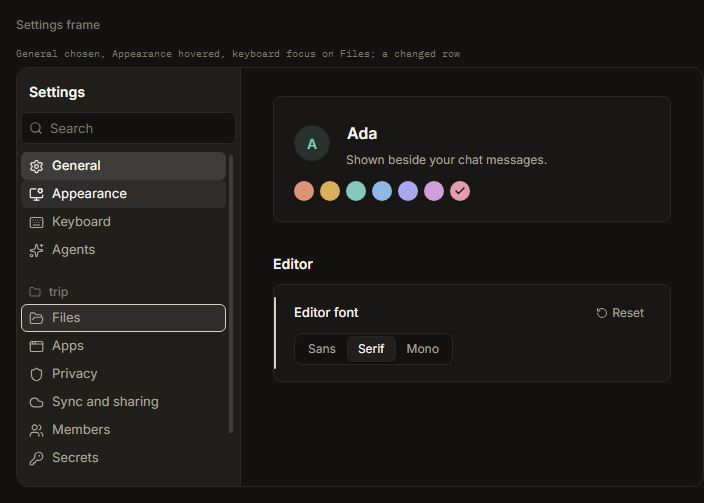 Settings frame
General chosen, Appearance hovered, keyboard focus on Files; a changed row
Settings
Search
General
Appearance
Keyboard
Agents
trip
Files
Apps
Privacy
Sync and sharing
Members
Secrets
A
Ada
Shown beside your chat messages.
Editor
Editor font
Reset
Sans Serif Mono